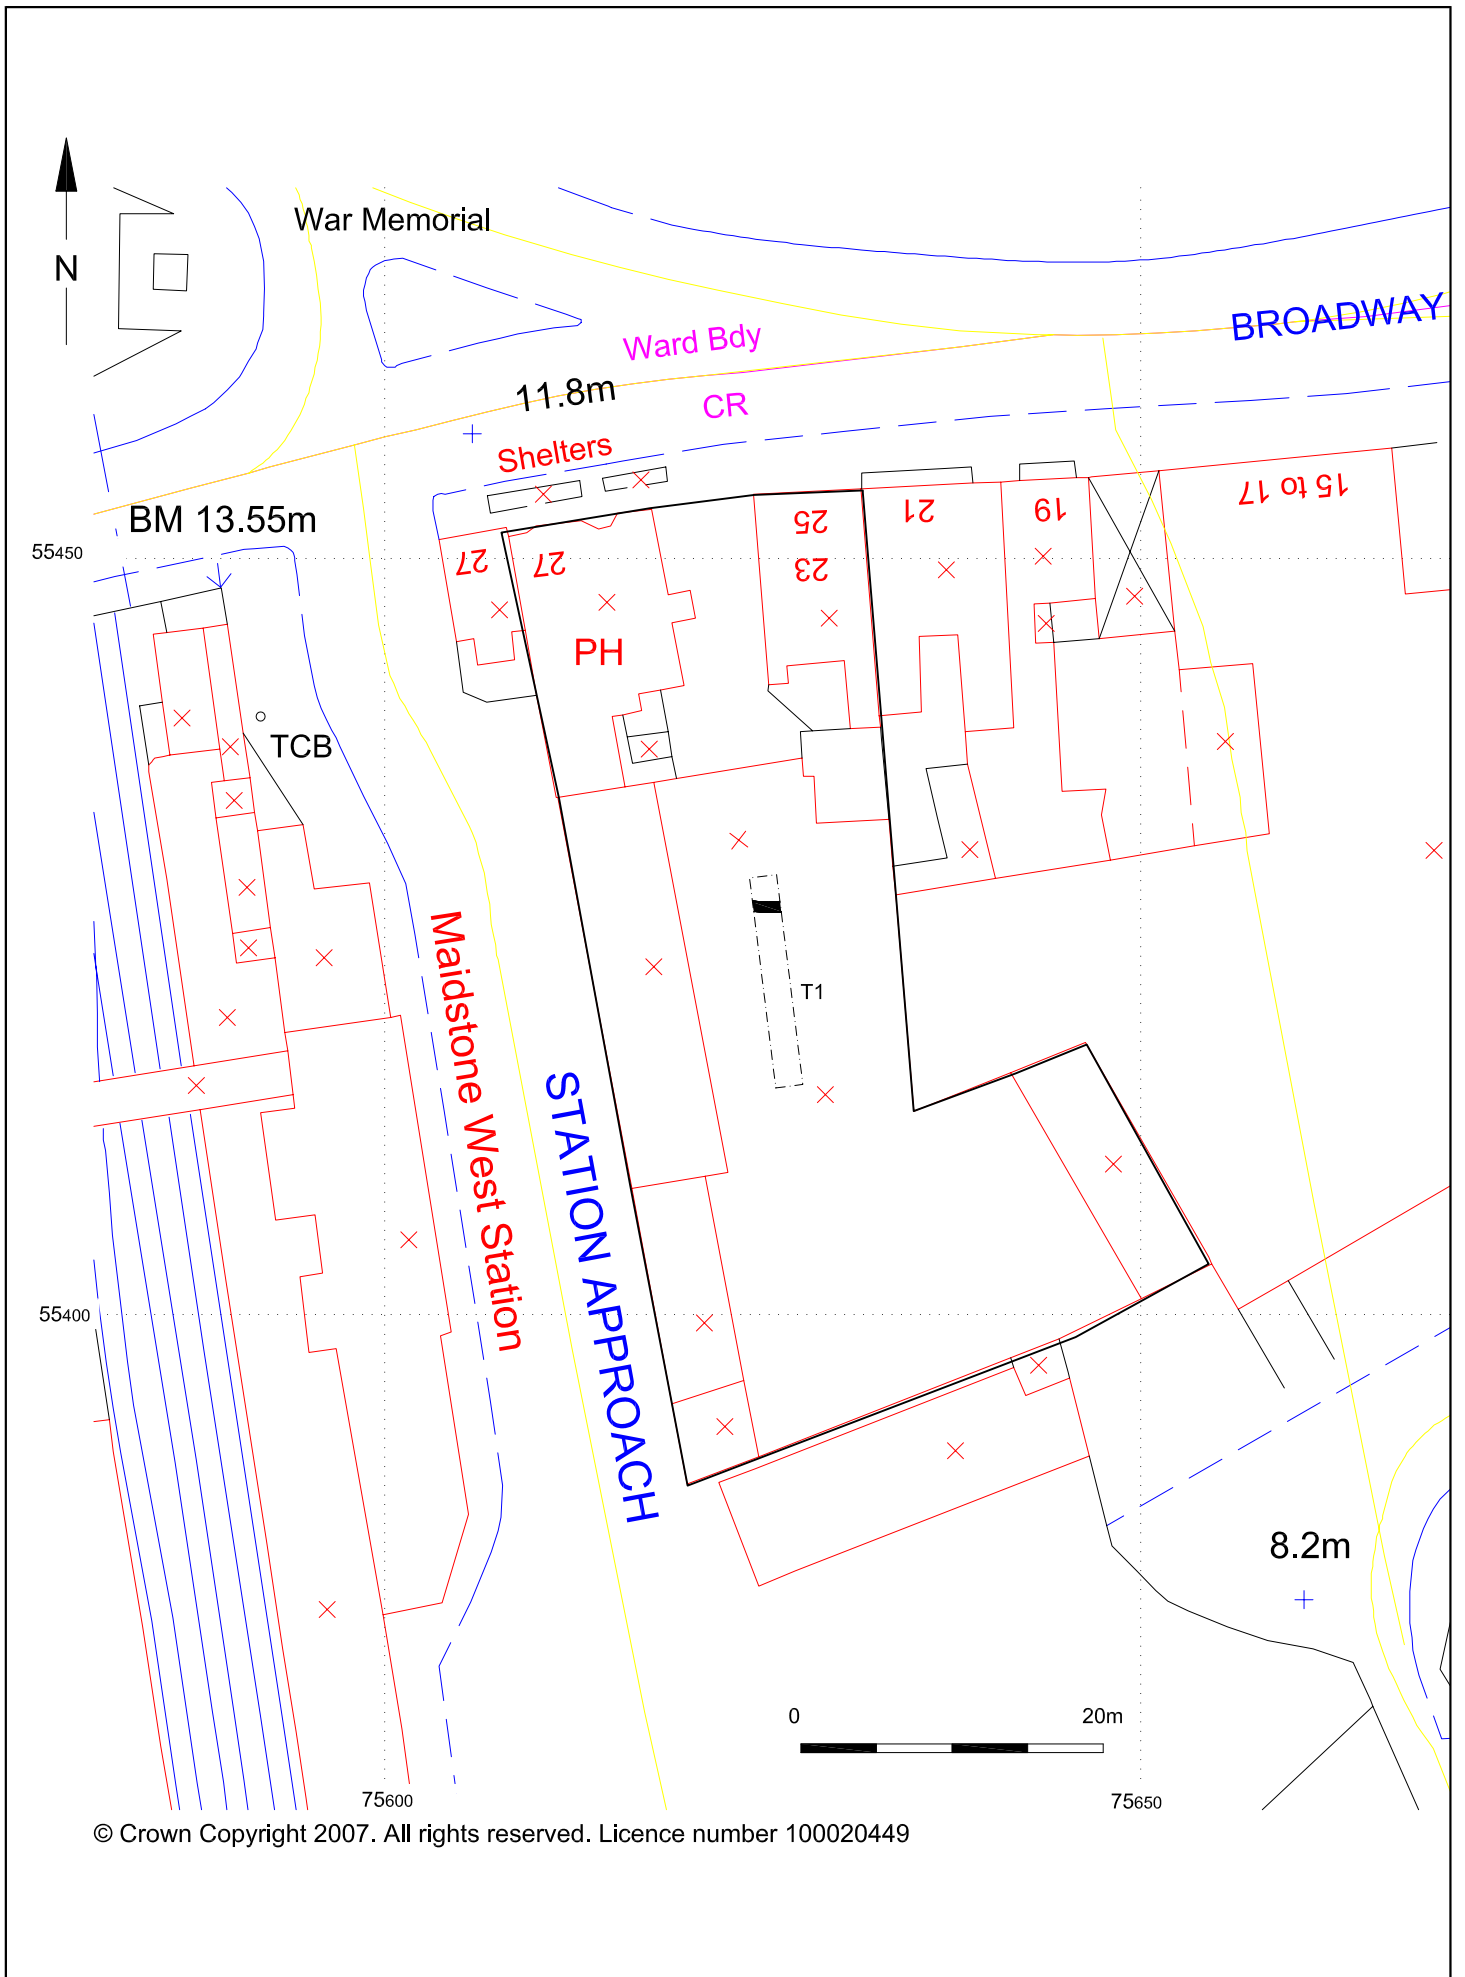 War Memorial
N
BROADWAY
Ward Bdy
11.8m
CR
Shelters
BM 13.55m
15 to 17
19
21
25
23
27
27
55450
PH
TCB
T1
Maidstone West Station
STATION APPROACH
55400
8.2m
0 20m
75600
75650
© Crown Copyright 2007. All rights reserved. Licence number 100020449